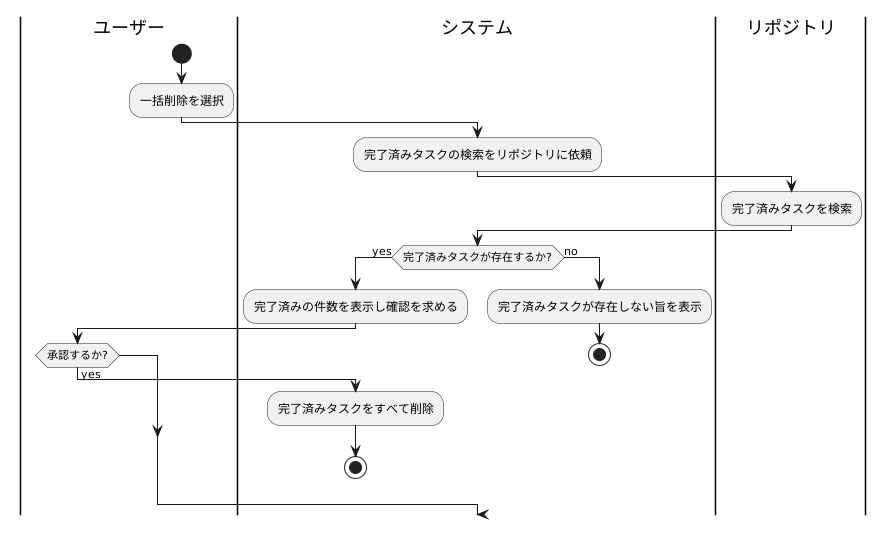 ユーザー
システム
リポジトリ
一括削除を選択
完了済みタスクの検索をリポジトリに依頼
完了済みタスクを検索
yes
完了済みタスクが存在するか?
no
完了済みの件数を表示し確認を求める
完了済みタスクが存在しない旨を表示
承認するか?
yes
完了済みタスクをすべて削除